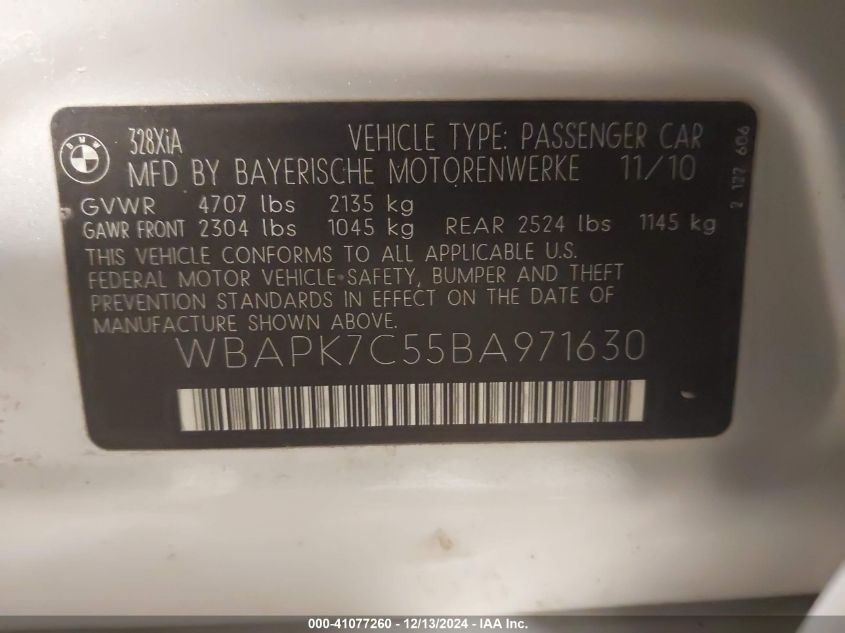 BMW
328XiA VEHICLE TYPE: PASSENGER CAR
MFD BY BAYERISCHE MOTORENWERKE 11/10
GVWR 4707 lbs 2135 kg
GAWR FRONT 2304 lbs 1045 kg REAR 2524 lbs 1145 kg
THIS VEHICLE CONFORMS TO ALL APPLICABLE U.S.
FEDERAL MOTOR VEHICLE-SAFETY, BUMPER AND THEFT
PREVENTION STANDARDS IN EFFECT ON THE DATE OF
MANUFACTURE SHOWN ABOVE.
WBAPK7C55BA971630
7 177 606
000-41077260 - 12/13/2024 - IAA Inc.